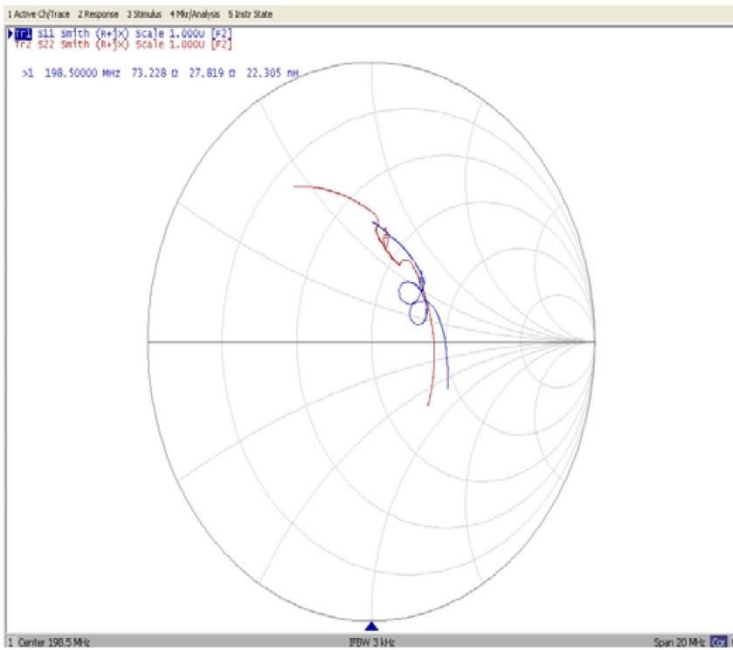 1 Active Ch/Trace 2 Response 3 Stimulus 4 Mkr/Analysis 5 Instr State
Tr1 S11 Smith (R+jX) Scale 1.000U [F2]
Tr2 S22 Smith (R+jX) Scale 1.000U [F2]
>1 198.50000 MHz 73.228 Ω 27.819 Ω 22.305 nH
1 Center 198.5 MHz IFBW 3 kHz Span 20 MHz Cor